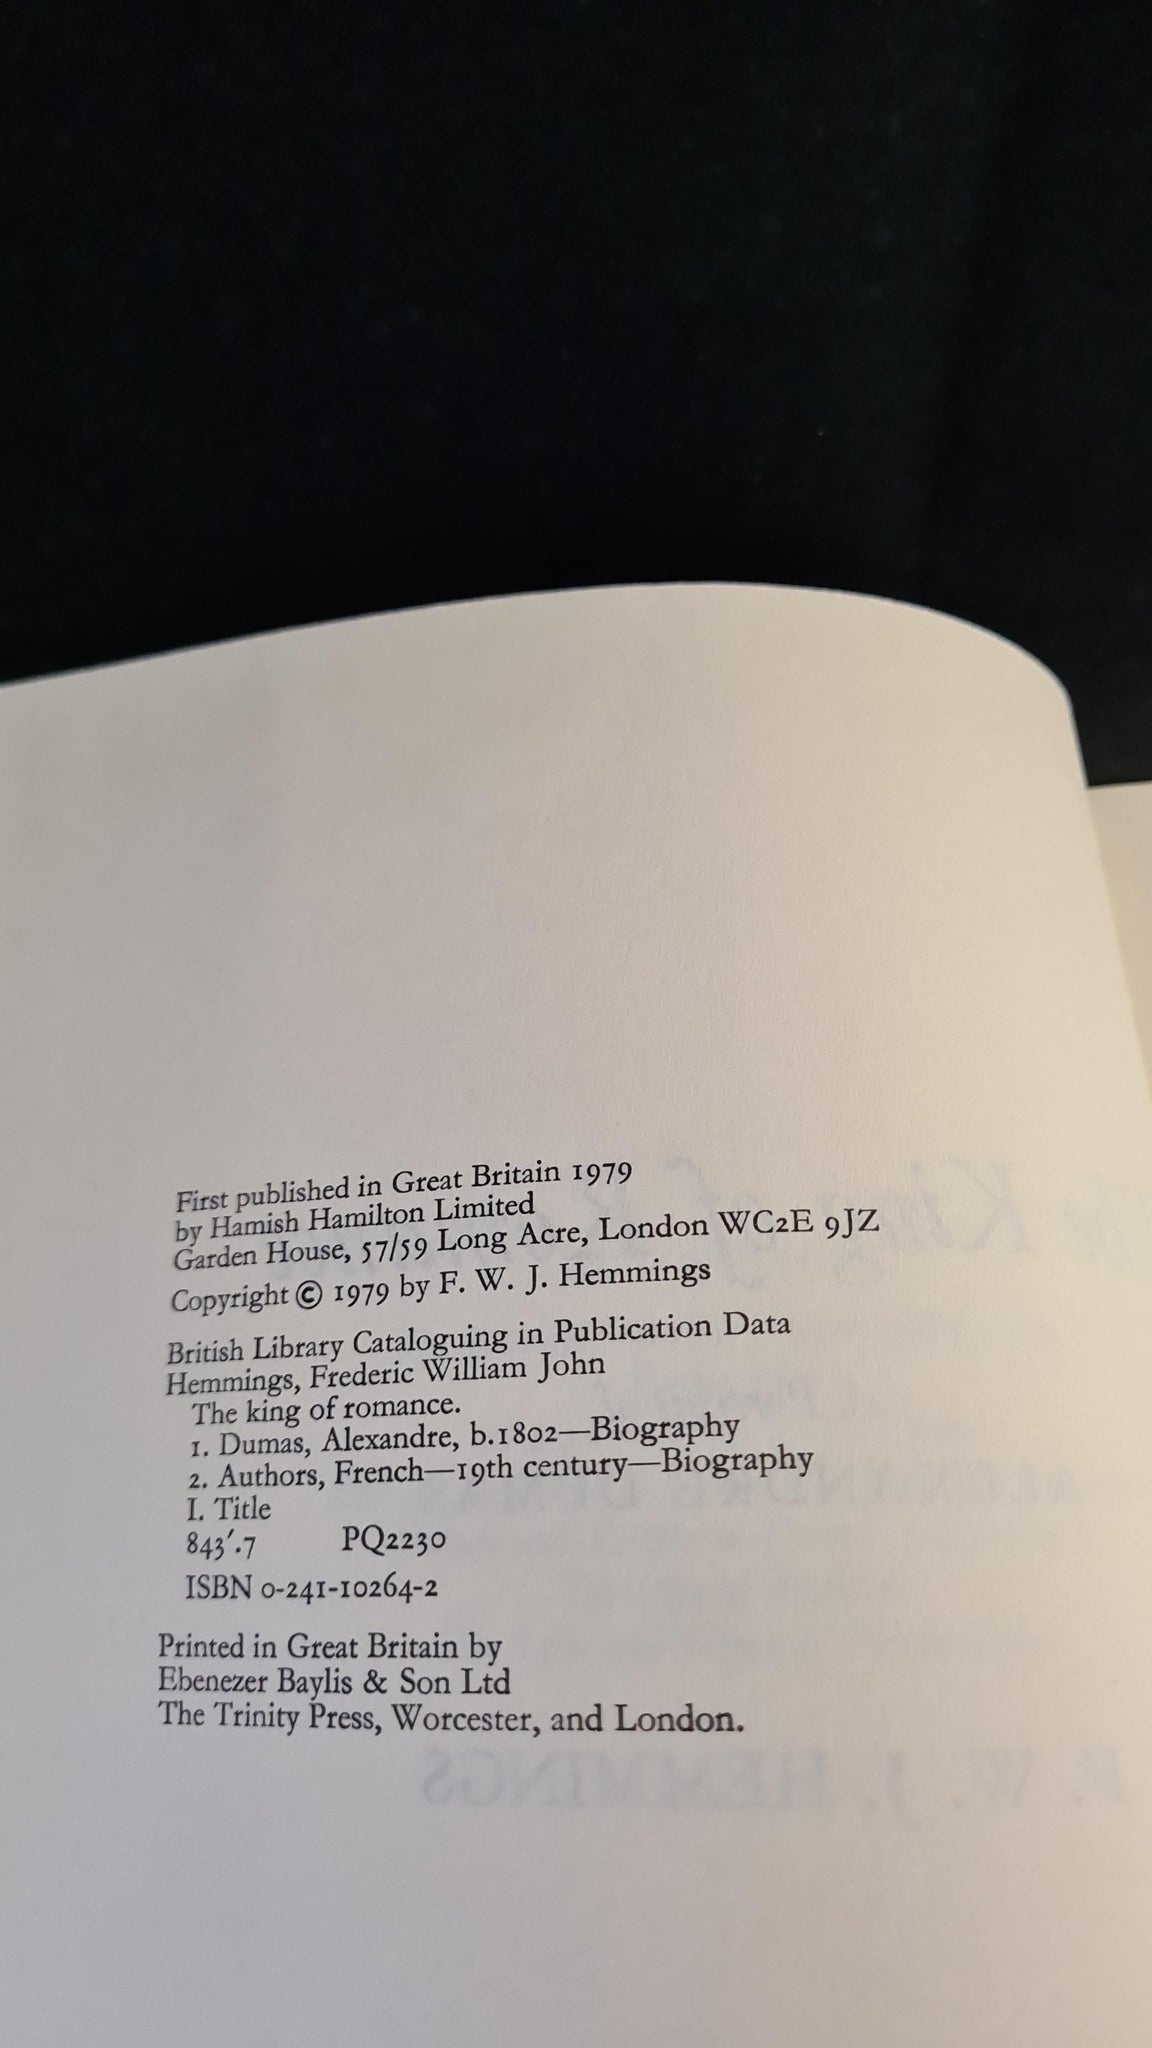 First published in Great Britain 1979
by Hamish Hamilton Limited
Garden House, 57/59 Long Acre, London WC2E 9JZ
Copyright © 1979 by F. W. J. Hemmings
British Library Cataloguing in Publication Data
Hemmings, Frederic William John
The king of romance.
1. Dumas, Alexandre, b.1802—Biography
2. Authors, French—19th century—Biography
I. Title
843'.7 PQ2230
ISBN 0-241-10264-2
Printed in Great Britain by
Ebenezer Baylis & Son Ltd
The Trinity Press, Worcester, and London.
F. W. J. HEMMINGS